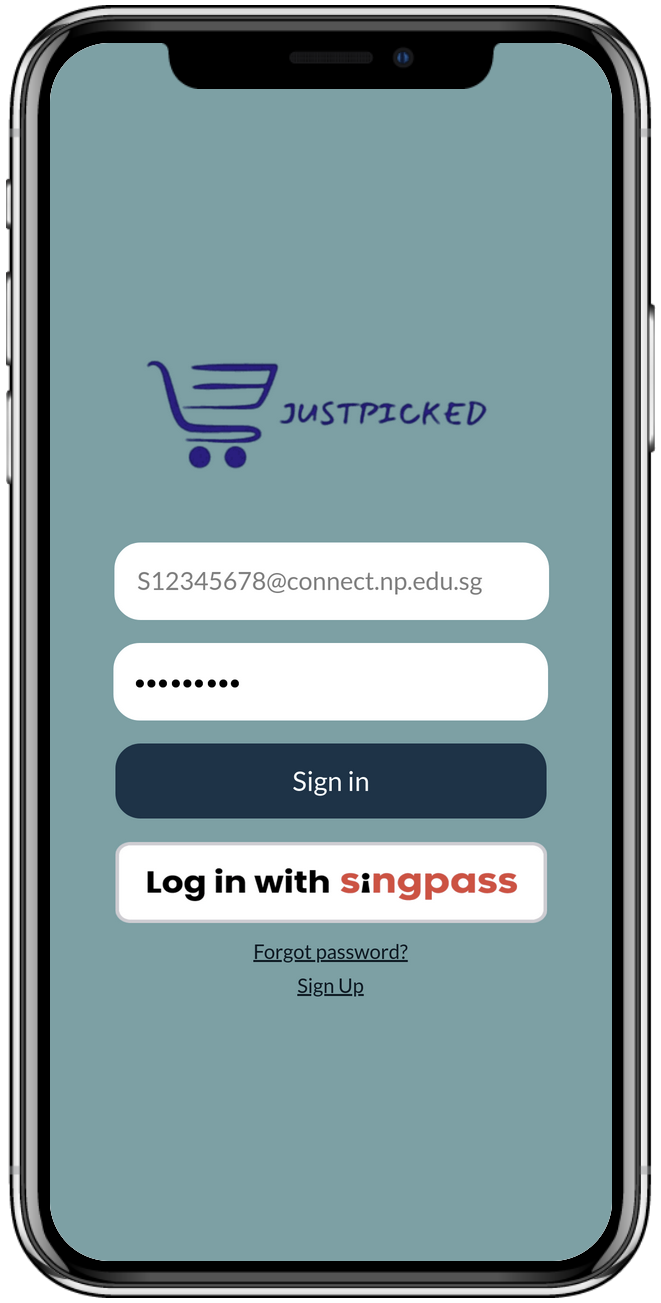 JUSTPICKED
S12345678@connect.np.edu.sg
•••••••••
Sign in
Log in with singpass
Forgot password?
Sign Up